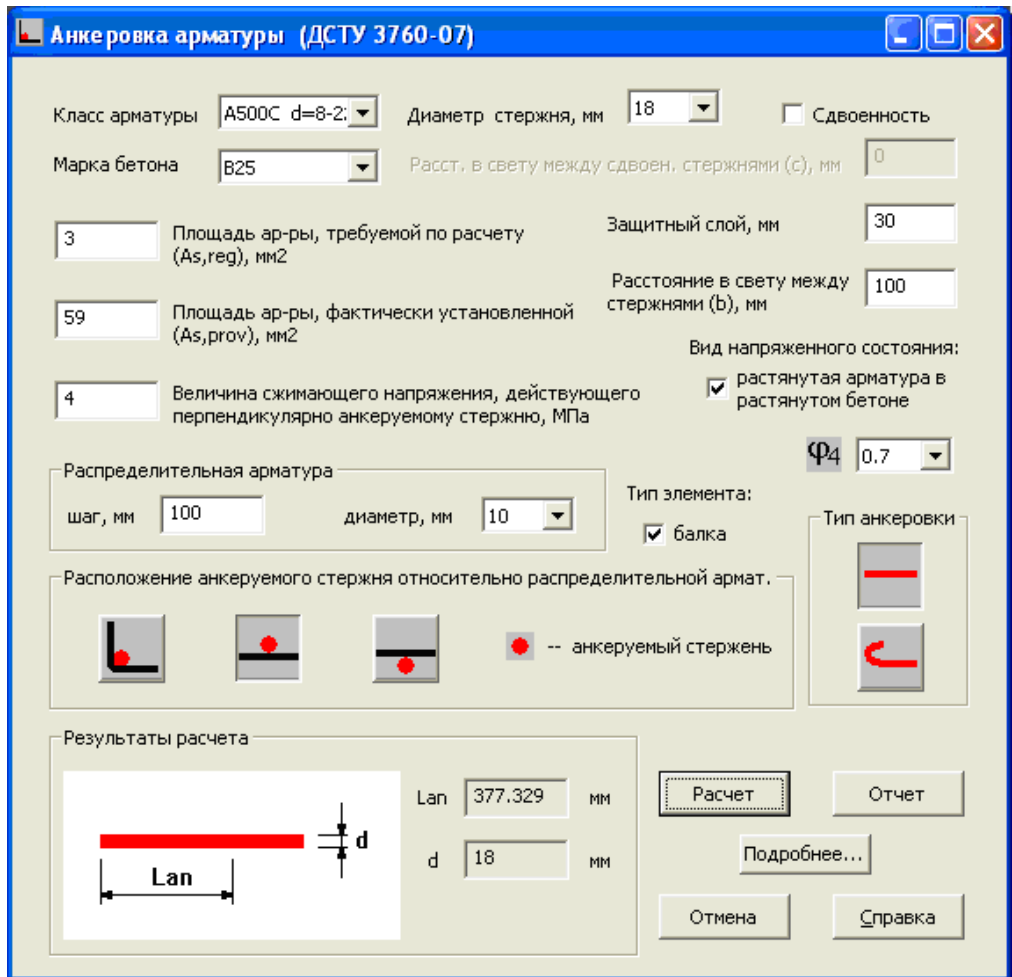 Анкеровка арматуры (ДСТУ 3760-07)
Класс арматуры A500C d=8-2 Диаметр стержня, мм 18 Сдвоенность
Марка бетона B25 Расст. в свету между сдвоен. стержнями (c), мм 0
3 Площадь ар-ры, требуемой по расчету
(As,reg), мм2
Защитный слой, мм 30
59 Площадь ар-ры, фактически установленной
(As,prov), мм2
Расстояние в свету между
стержнями (b), мм 100
4 Величина сжимающего напряжения, действующего
перпендикулярно анкеруемому стержню, МПа
Вид напряженного состояния:
растянутая арматура в
растянутом бетоне
φ4 0.7
Распределительная арматура
шаг, мм 100 диаметр, мм 10
Тип элемента:
балка
Тип анкеровки
Расположение анкеруемого стержня относительно распределительной армат.
-- анкеруемый стержень
Результаты расчета
Lan
d
Lan 377.329 мм
d 18 мм
Расчет Отчет
Подробнее...
Отмена Справка